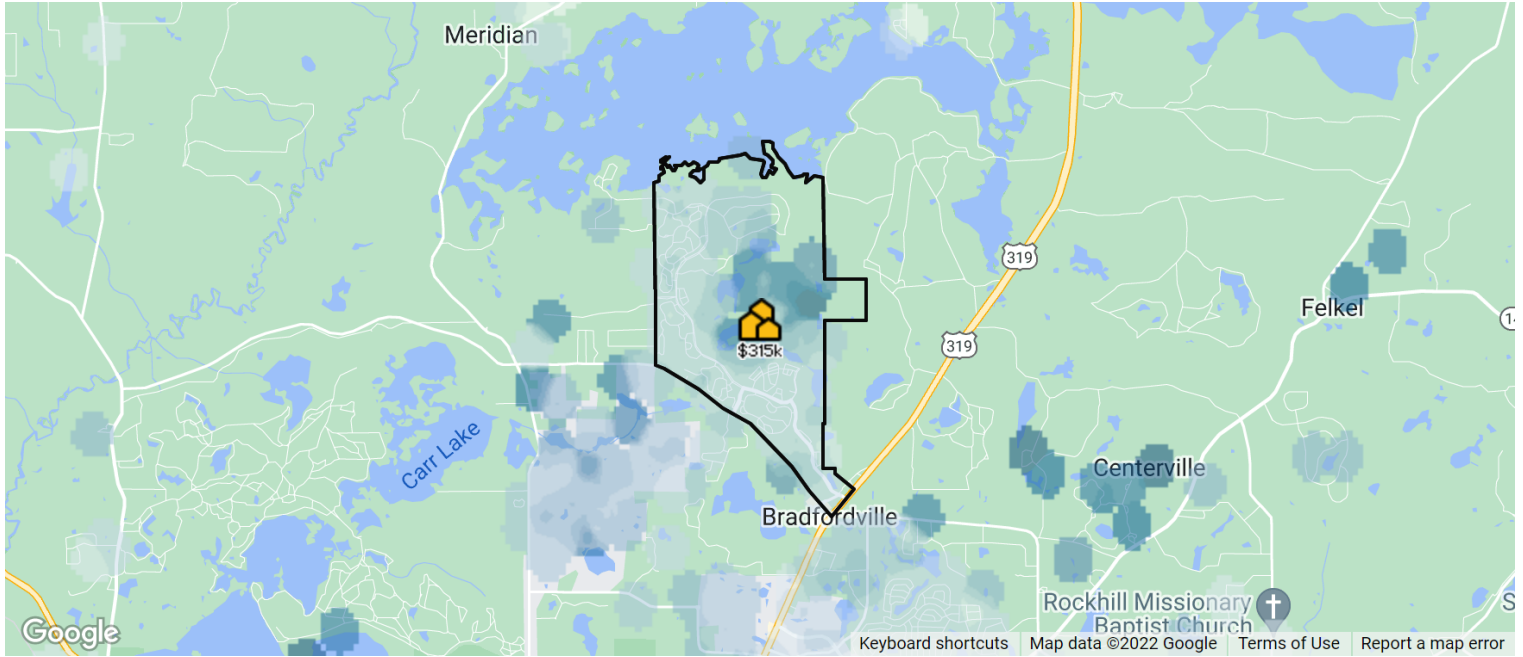 Meridian
319
Felkel
14
$315k
319
Carr Lake
Centerville
Bradfordville
Rockhill Missionary
Baptist Church
S
Google
Keyboard shortcuts
Map data ©2022 Google
Terms of Use
Report a map error